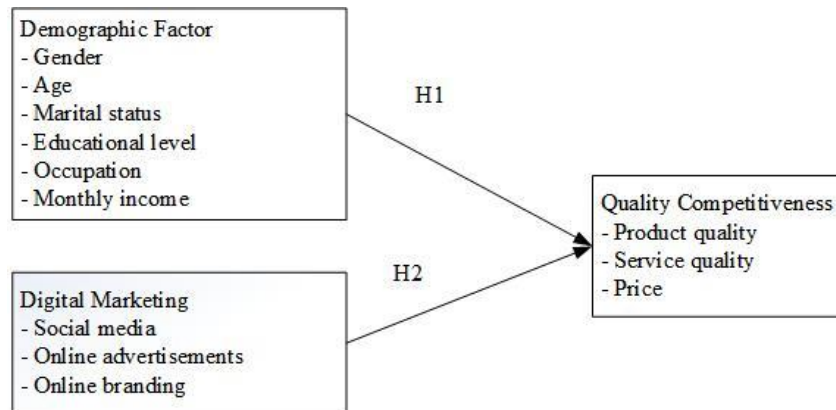 Demographic Factor
- Gender
- Age
- Marital status
- Educational level
- Occupation
- Monthly income
H1
Quality Competitiveness
- Product quality
- Service quality
- Price
H2
Digital Marketing
- Social media
- Online advertisements
- Online branding